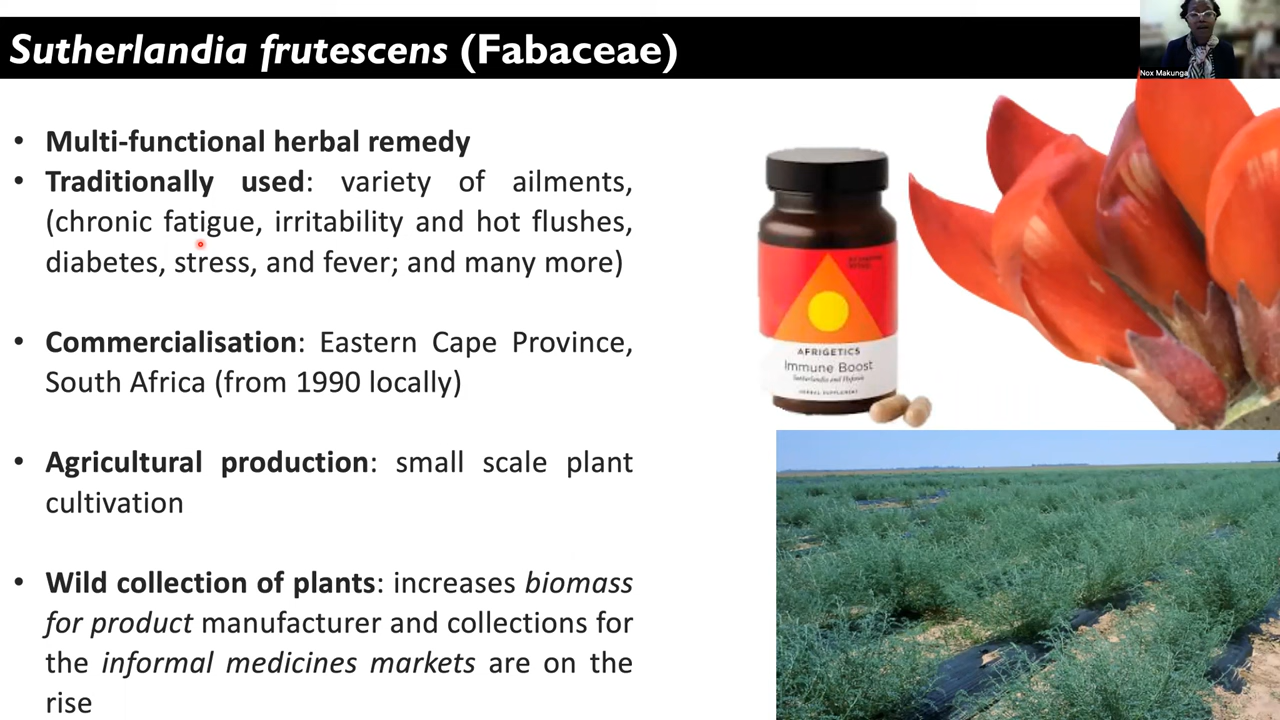 Sutherlandia frutescens (Fabaceae)
Nox Makunga
• Multi-functional herbal remedy
• Traditionally used: variety of ailments,
(chronic fatigue, irritability and hot flushes,
diabetes, stress, and fever; and many more)
• Commercialisation: Eastern Cape Province,
South Africa (from 1990 locally)
• Agricultural production: small scale plant
cultivation
• Wild collection of plants: increases biomass
for product manufacturer and collections for
the informal medicines markets are on the
rise
AFRIGETICS
Immune Boost
Sutherlandia and Hypoxis
HERBAL SUPPLEMENT